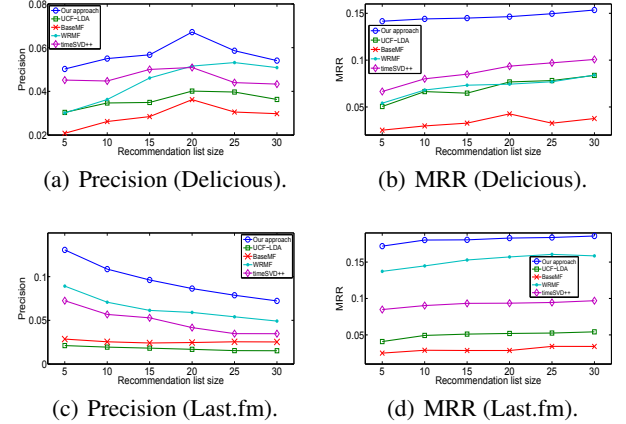 0.08
0.06
0.04
0.02
Precision
Our approach
UCF-LDA
BaseMF
WRMF
timeSVD++
5 10 15 20 25 30
Recommendation list size
(a) Precision (Delicious).
0.15
0.1
0.05
MRR
Our approach
UCF-LDA
BaseMF
WRMF
timeSVD++
5 10 15 20 25 30
Recommendation list size
(b) MRR (Delicious).
0.1
0.05
0
Precision
Our approach
UCF-LDA
BaseMF
WRMF
timeSVD++
5 10 15 20 25 30
Recommendation list size
(c) Precision (Last.fm).
0.15
0.1
0.05
MRR
Our approach
UCF-LDA
BaseMF
WRMF
timeSVD++
5 10 15 20 25 30
Recommendation list size
(d) MRR (Last.fm).